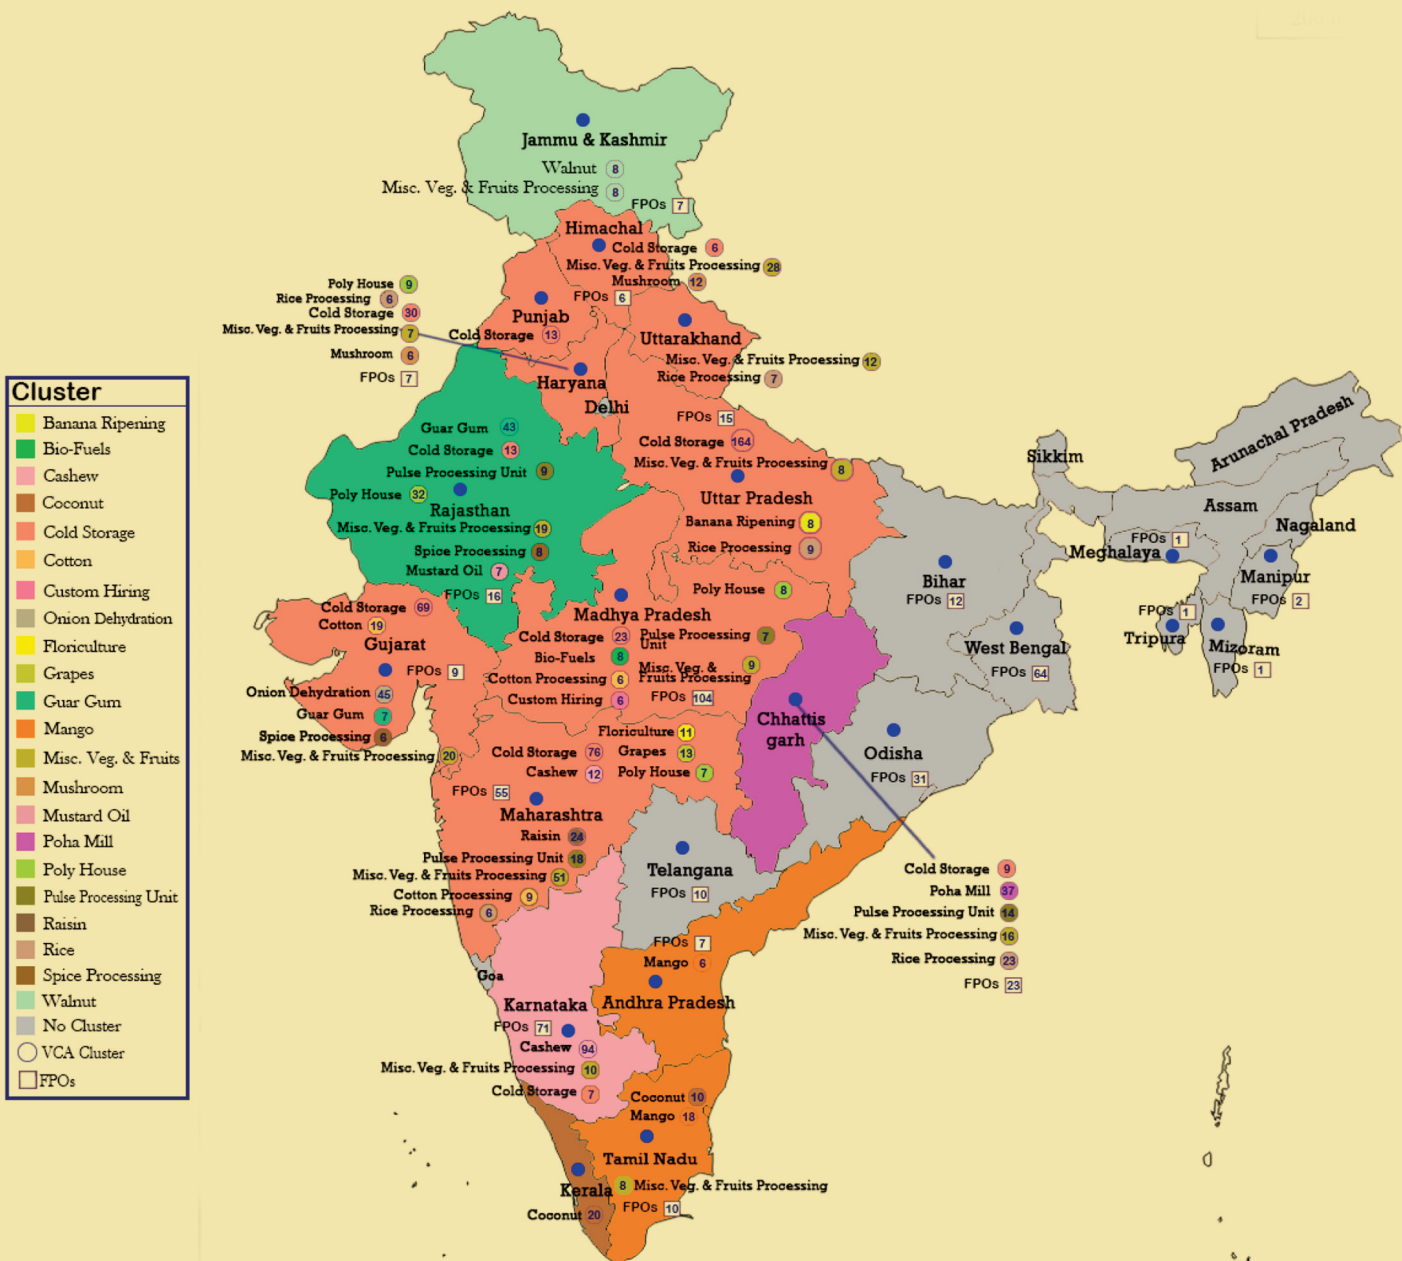 Jammu & Kashmir
Walnut 8
Misc. Veg. & Fruits Processing 8
FPOs 7
Himachal
Cold Storage 6
Misc. Veg. & Fruits Processing 28
Mushroom 12
FPOs 6
Poly House 9
Rice Processing 6
Cold Storage 30
Misc. Veg. & Fruits Processing 7
Mushroom 6
FPOs 7
Punjab
Cold Storage 13
Uttarakhand
Misc. Veg. & Fruits Processing 12
Rice Processing 7
Haryana
Delhi
FPOs 15
Cold Storage 164
Misc. Veg. & Fruits Processing 8
Uttar Pradesh
Banana Ripening 8
Rice Processing 9
Guar Gum 43
Cold Storage 13
Pulse Processing Unit 9
Poly House 32
Rajasthan
Misc. Veg. & Fruits Processing 19
Spice Processing 8
Mustard Oil 7
FPOs 16
Sikkim
Arunachal Pradesh
Assam
Nagaland
FPOs 1
Meghalaya
Manipur
FPOs 2
FPOs 1
Tripura
Mizoram
FPOs 1
Bihar
FPOs 12
West Bengal
FPOs 64
Cold Storage 69
Cotton 19
Gujarat
FPOs 9
Onion Dehydration 45
Guar Gum 7
Spice Processing 6
Misc. Veg. & Fruits Processing 20
Poly House 8
Madhya Pradesh
Cold Storage 23
Pulse Processing 7
Unit
Bio-Fuels 8
Misc. Veg. & 9
Fruits Processing
Cotton Processing 6
Custom Hiring 6
FPOs 104
Chhattis
garh
Odisha
FPOs 31
Floriculture 11
Cold Storage 76
Grapes 13
Cashew 12
Poly House 7
FPOs 55
Maharashtra
Raisin 24
Pulse Processing Unit 18
Misc. Veg. & Fruits Processing 51
Cotton Processing 9
Rice Processing 6
Telangana
FPOs 10
Cold Storage 9
Poha Mill 37
Pulse Processing Unit 14
Misc. Veg. & Fruits Processing 16
Rice Processing 23
FPOs 23
FPOs 7
Mango 6
Andhra Pradesh
Goa
Karnataka
FPOs 71
Cashew 94
Misc. Veg. & Fruits Processing 10
Cold Storage 7
Coconut 10
Mango 18
Tamil Nadu
8 Misc. Veg. & Fruits Processing
FPOs 10
Kerala
Coconut 20
Cluster
Banana Ripening
Bio-Fuels
Cashew
Coconut
Cold Storage
Cotton
Custom Hiring
Onion Dehydration
Floriculture
Grapes
Guar Gum
Mango
Misc. Veg. & Fruits
Mushroom
Mustard Oil
Poha Mill
Poly House
Pulse Processing Unit
Raisin
Rice
Spice Processing
Walnut
No Cluster
VCA Cluster
FPOs